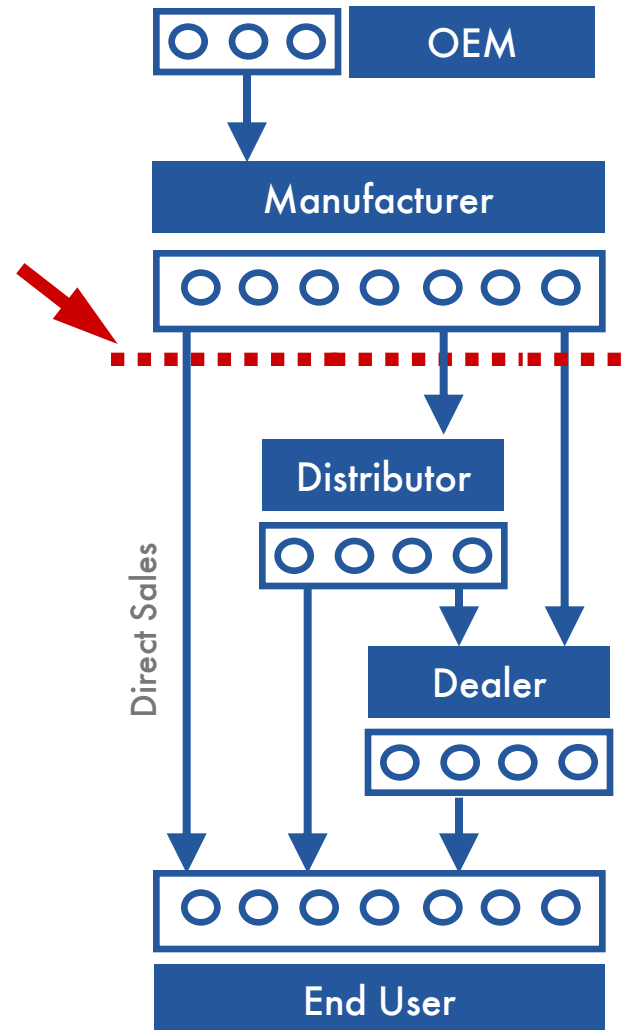 OEM
Manufacturer
Distributor
Direct Sales
Dealer
End User